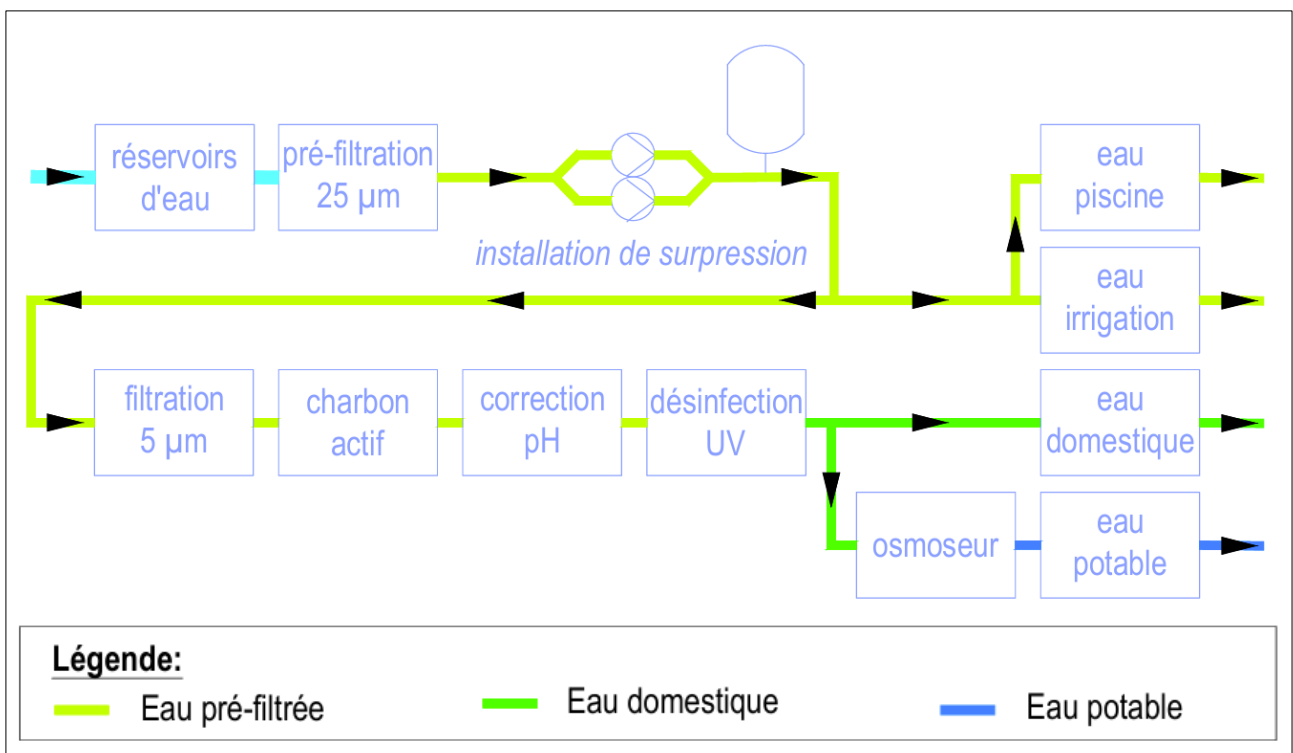 réservoirs
d'eau
pré-filtration
25 µm
installation de surpression
eau
piscine
eau
irrigation
filtration
5 µm
charbon
actif
correction
pH
désinfection
UV
eau
domestique
osmoseur
eau
potable
Légende:
Eau pré-filtrée
Eau domestique
Eau potable